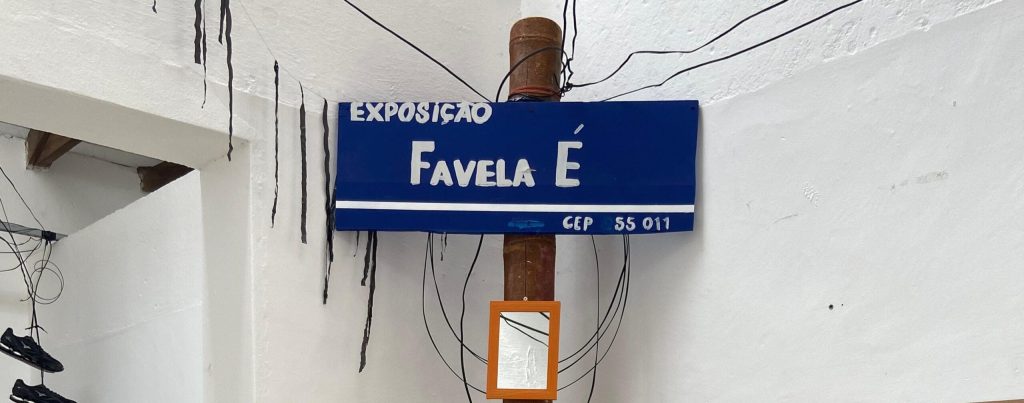 EXPOSIÇÃO
FAVELA É
CEP 55 011